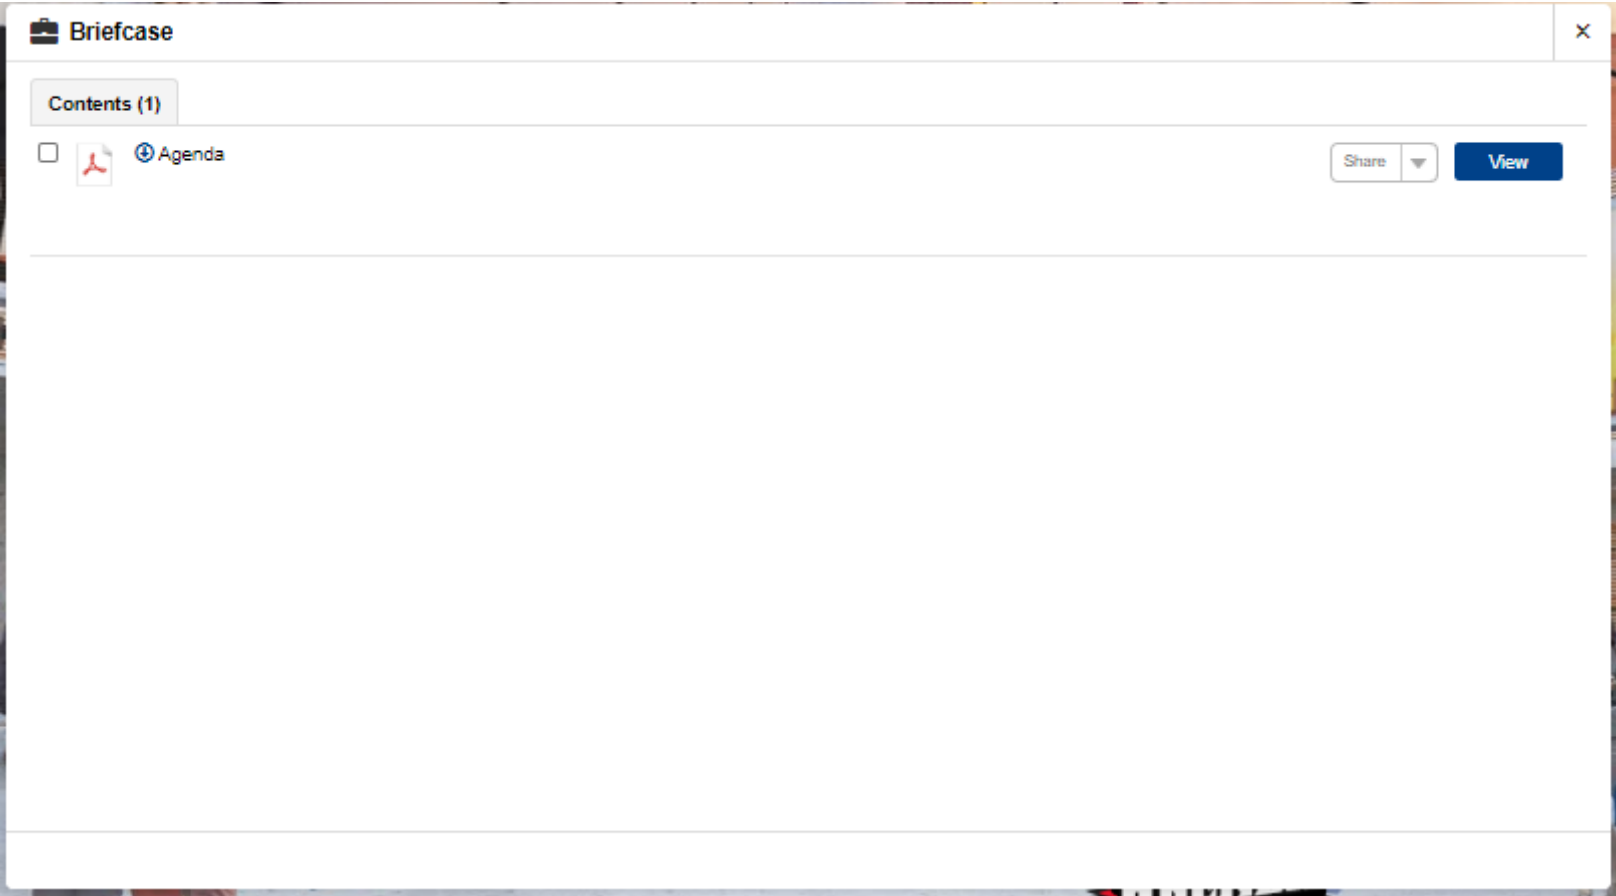 Briefcase
Contents (1)
Agenda
Share
View